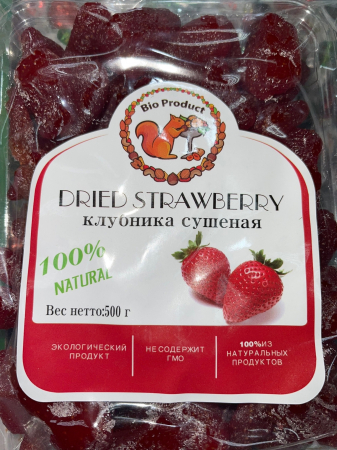 Bio Product
DRIED STRAWBERRY
клубника сушеная
100%
NATURAL
Вес нетто:500 г
ЭКОЛОГИЧЕСКИЙ
ПРОДУКТ
НЕ СОДЕРЖИТ
ГМО
100%ИЗ
НАТУРАЛЬНЫХ
ПРОДУКТОВ